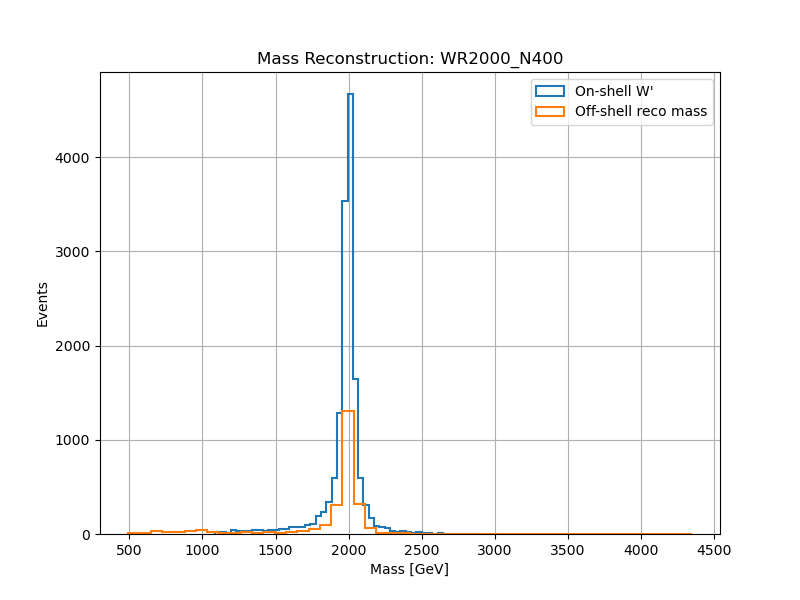 Mass Reconstruction: WR2000_N400
On-shell W'
Off-shell reco mass
Events
4000
3000
2000
1000
0
500 1000 1500 2000 2500 3000 3500 4000 4500
Mass [GeV]